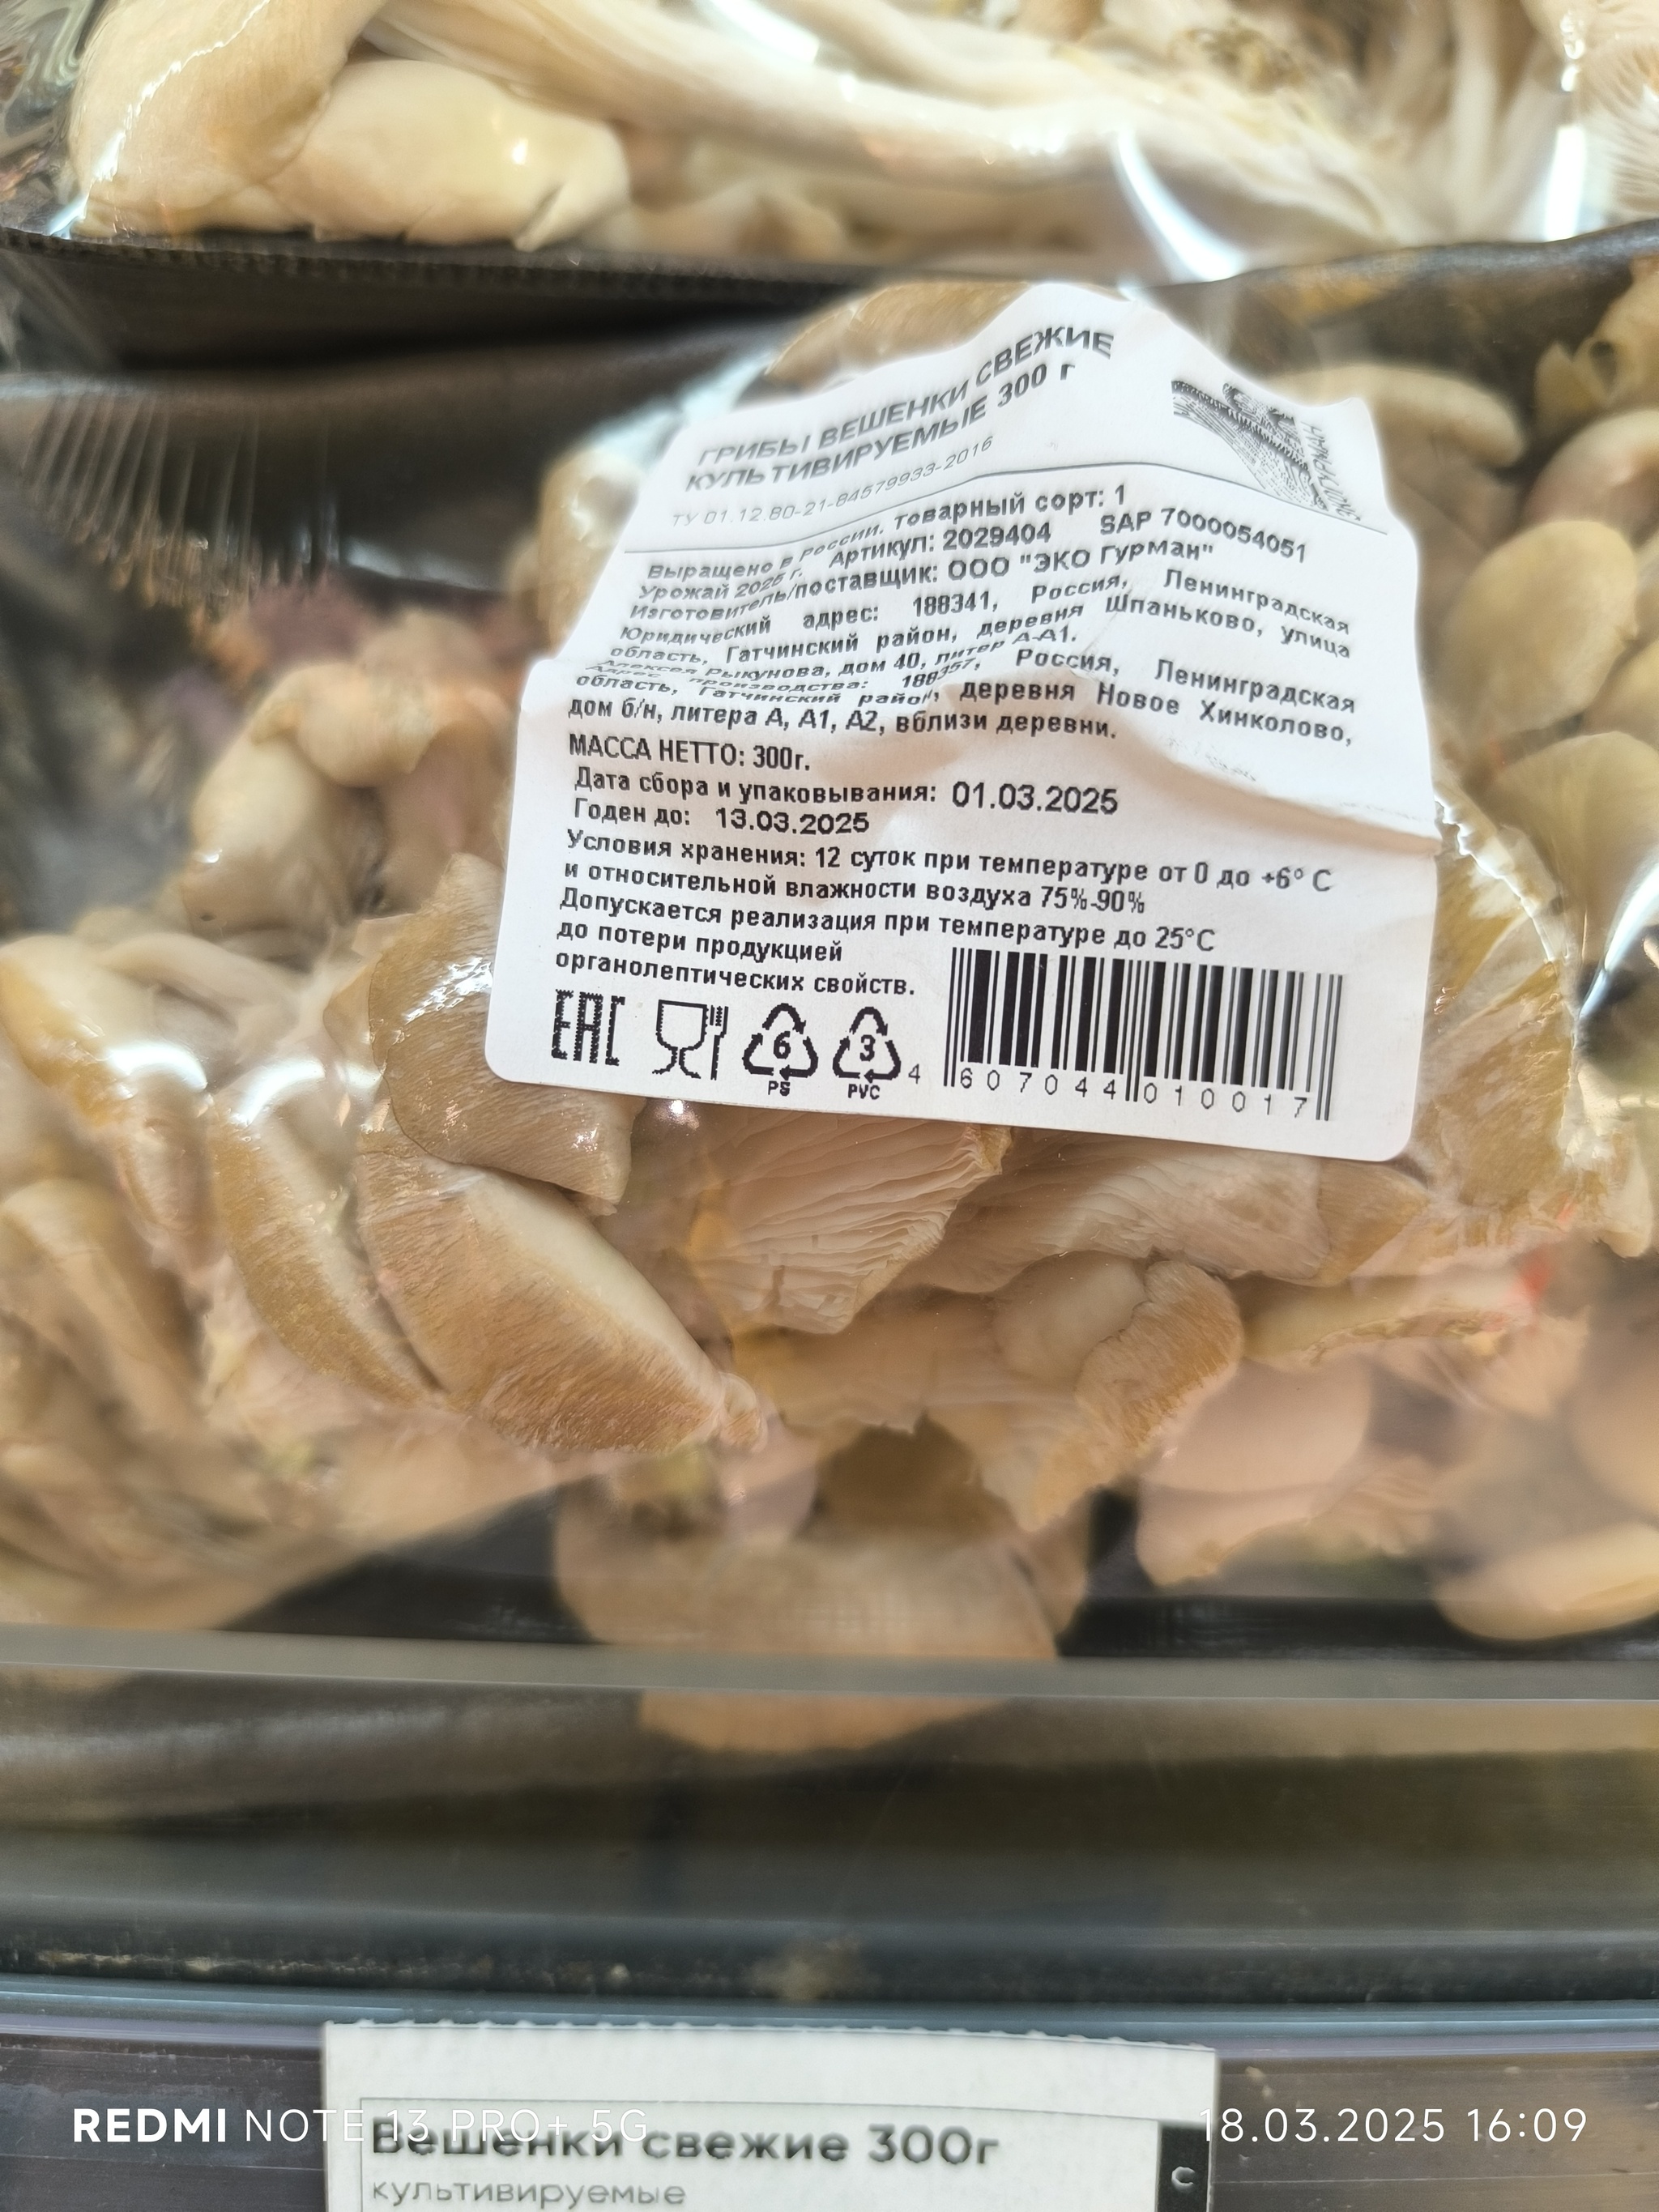 ГРИБЫ ВЕШЕНКИ СВЕЖИЕ
КУЛЬТИВИРУЕМЫЕ 300 г
ТУ 01.12.80-21-84579933-2016
ЭКО ГУРМАН
Выращено в России. товарный сорт: 1
Урожай 2025 г. Артикул: 2029404 SAP 7000054051
Изготовитель/поставщик: ООО "ЭКО Гурман"
Юридический адрес: 188341, Россия, Ленинградская
область, Гатчинский район, деревня Шпаньково, улица
Алексея Рыкунова, дом 40, литер А-А1.
Адрес производства: 188357, Россия, Ленинградская
область, Гатчинский район, деревня Новое Хинколово,
дом б/н, литера А, А1, А2, вблизи деревни.
МАССА НЕТТО: 300г.
Дата сбора и упаковывания: 01.03.2025
Годен до: 13.03.2025
Условия хранения: 12 суток при температуре от 0 до +6° С
и относительной влажности воздуха 75%-90%
Допускается реализация при температуре до 25°С
до потери продукцией
органолептических свойств.
EAC
6
PS
3
PVC
4 607044 010017
Вешенки свежие 300г
культивируемые
С
REDMI NOTE 13 PRO+ 5G
18.03.2025 16:09